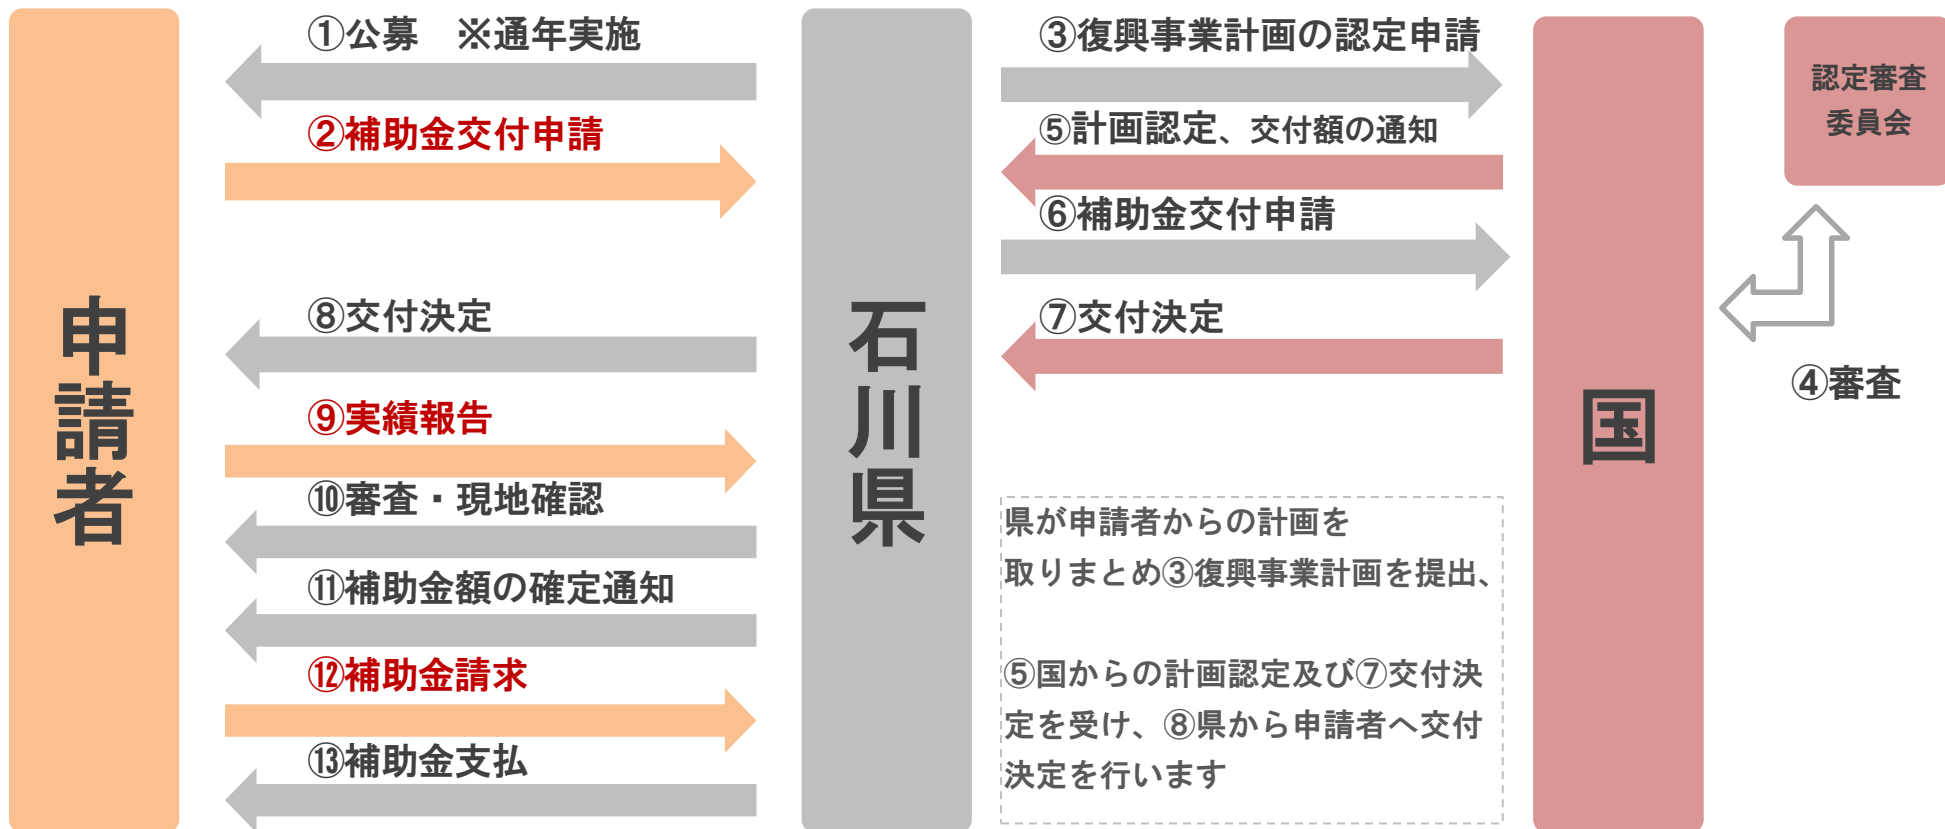 申請者
①公募　※通年実施
②補助金交付申請
⑧交付決定
⑨実績報告
⑩審査・現地確認
⑪補助金額の確定通知
⑫補助金請求
⑬補助金支払
石川県
③復興事業計画の認定申請
⑤計画認定、交付額の通知
⑥補助金交付申請
⑦交付決定
県が申請者からの計画を
取りまとめ③復興事業計画を提出、
⑤国からの計画認定及び⑦交付決
定を受け、⑧県から申請者へ交付
決定を行います
国
認定審査
委員会
④審査